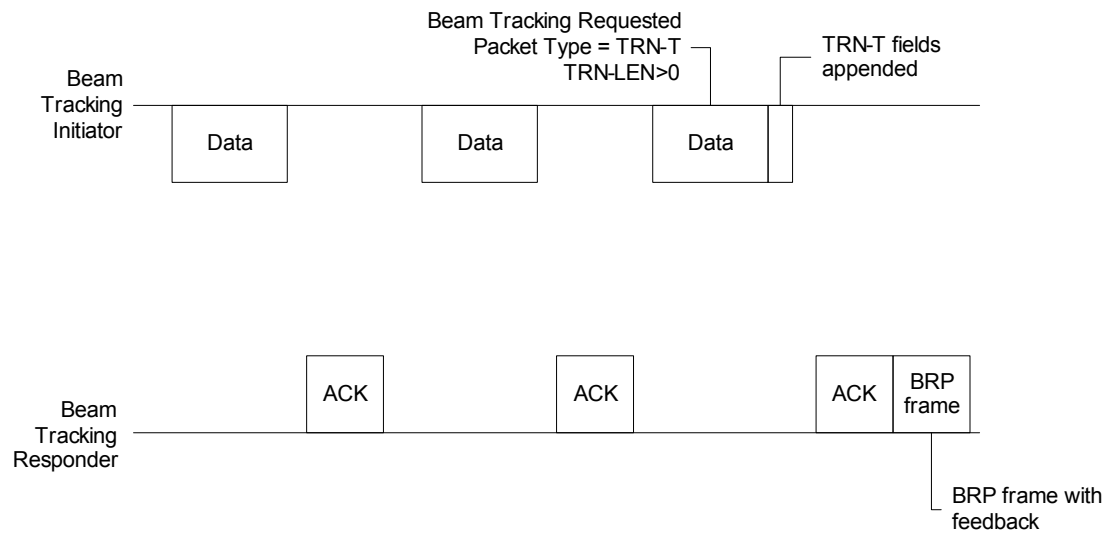 Beam Tracking Requested
Packet Type = TRN-T
TRN-LEN>0
TRN-T fields
appended
Beam
Tracking
Initiator
Data
Data
Data
ACK
ACK
ACK
BRP
frame
Beam
Tracking
Responder
BRP frame with
feedback